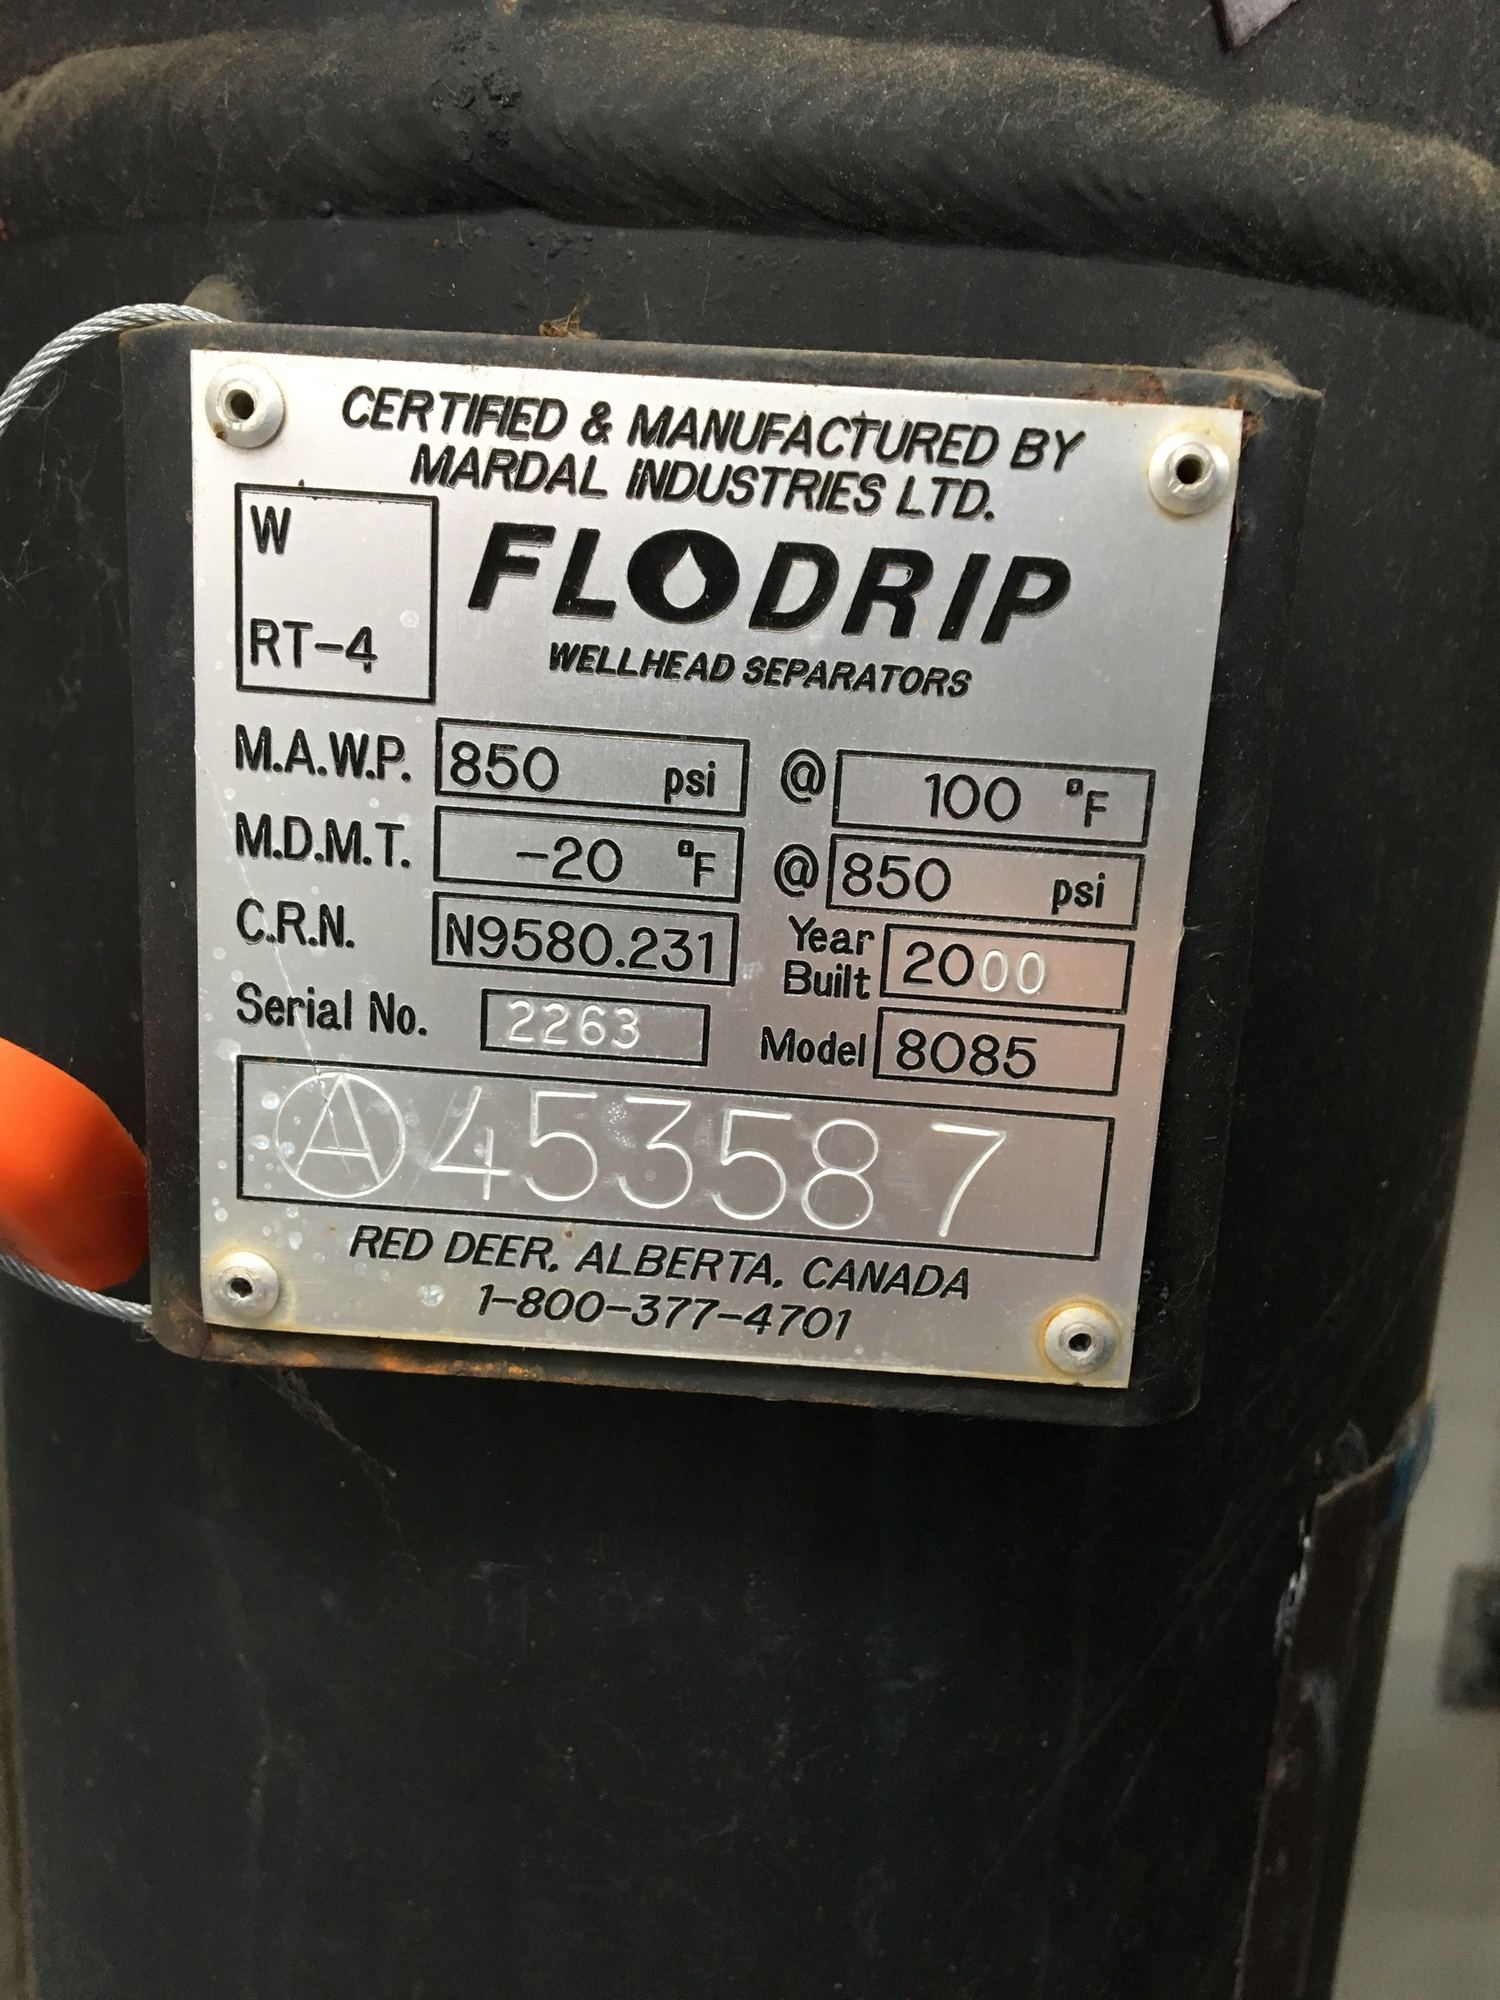 CERTIFIED & MANUFACTURED BY
MARDAL INDUSTRIES LTD.
W
RT-4
FLODRIP
WELLHEAD SEPARATORS
M.A.W.P. 850 psi @ 100 °F
M.D.M.T. -20 °F @ 850 psi
C.R.N. N9580.231 Year Built 2000
Serial No. 2263 Model 8085
A 453587
RED DEER, ALBERTA, CANADA
1-800-377-4701